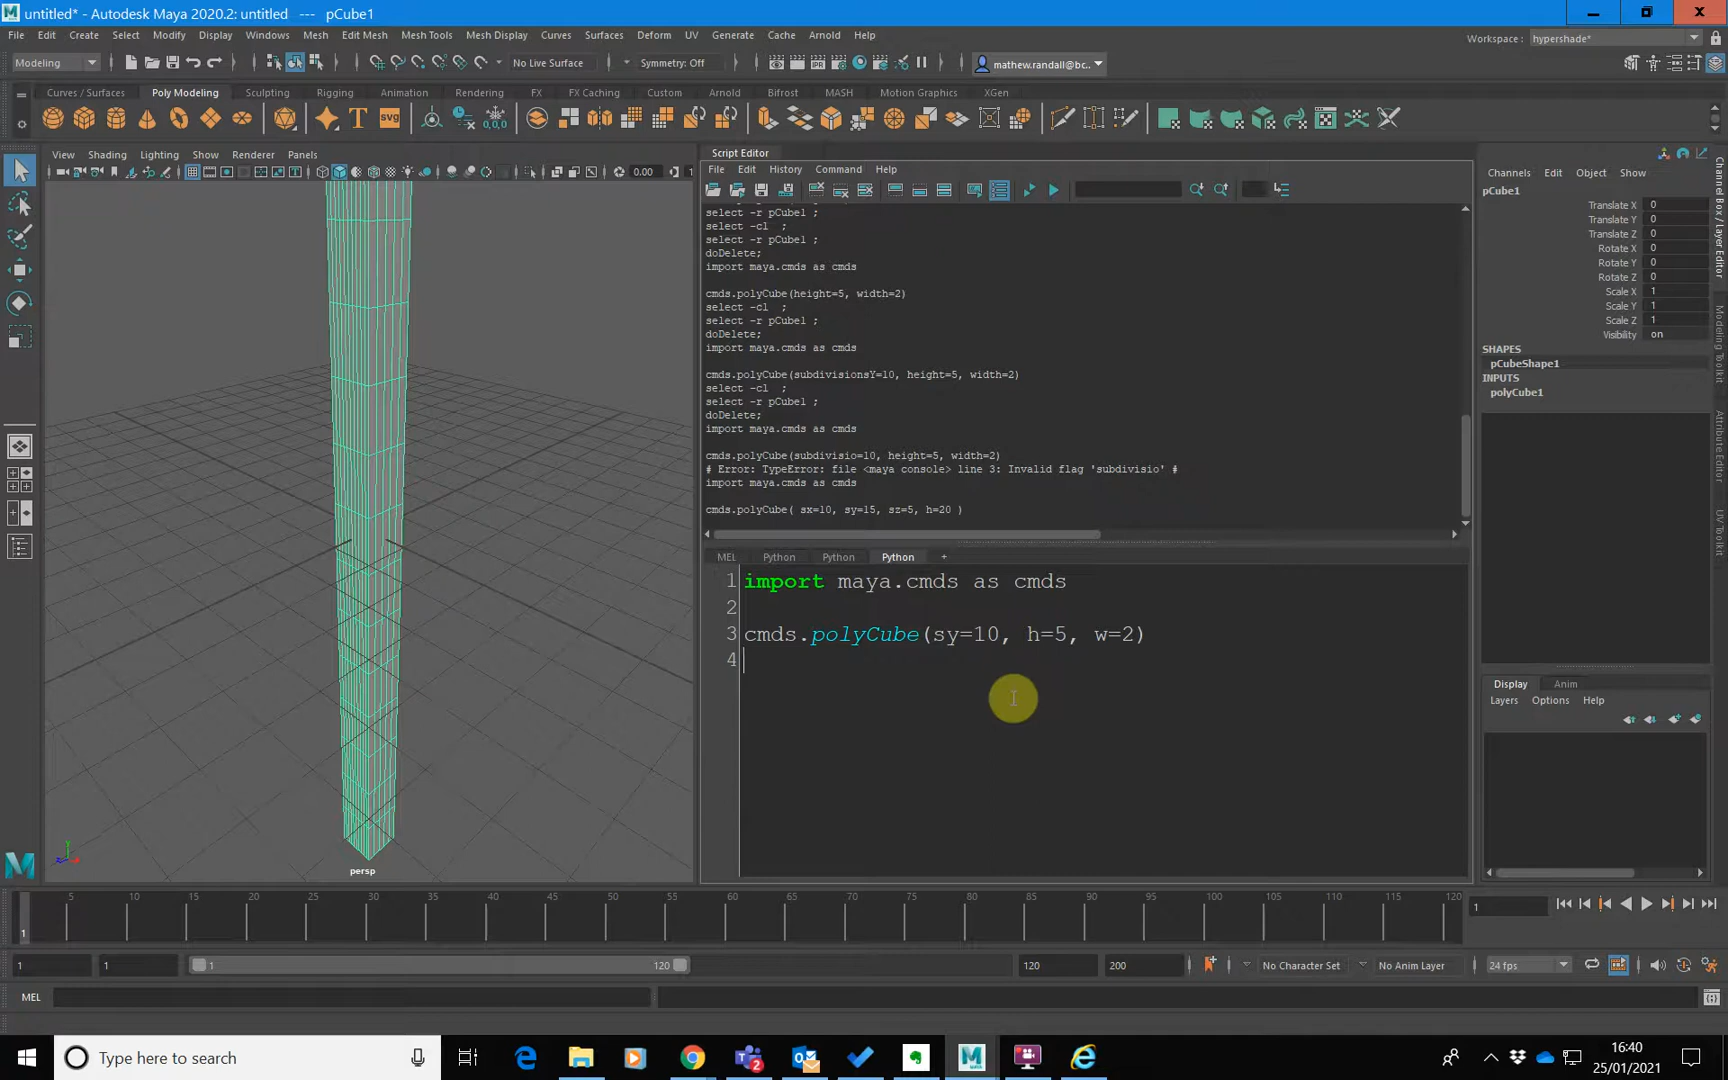 untitled* - Autodesk Maya 2020.2: untitled --- pCube1
File Edit Create Select Modify Display Windows Mesh Edit Mesh Mesh Tools Mesh Display Curves Surfaces Deform UV Generate Cache Arnold Help
Workspace : hypershade*
Modeling No Live Surface Symmetry: Off mathew.randall@bc..
Curves / Surfaces Poly Modeling Sculpting Rigging Animation Rendering FX FX Caching Custom Arnold Bifrost MASH Motion Graphics XGen
View Shading Lighting Show Renderer Panels
0.00
persp
Script Editor
File Edit History Command Help
select -r pCube1 ;
select -cl ;
select -r pCube1 ;
doDelete;
import maya.cmds as cmds
cmds.polyCube(height=5, width=2)
select -cl ;
select -r pCube1 ;
doDelete;
import maya.cmds as cmds
cmds.polyCube(subdivisionsY=10, height=5, width=2)
select -cl ;
select -r pCube1 ;
doDelete;
import maya.cmds as cmds
cmds.polyCube(subdivisio=10, height=5, width=2)
# Error: TypeError: file <maya console> line 3: Invalid flag 'subdivisio' #
import maya.cmds as cmds
cmds.polyCube( sx=10, sy=15, sz=5, h=20 )
MEL Python Python Python +
1 import maya.cmds as cmds
2
3 cmds.polyCube(sy=10, h=5, w=2)
4
Channels Edit Object Show
pCube1
Translate X 0
Translate Y 0
Translate Z 0
Rotate X 0
Rotate Y 0
Rotate Z 0
Scale X 1
Scale Y 1
Scale Z 1
Visibility on
SHAPES
pCubeShape1
INPUTS
polyCube1
Display Anim
Layers Options Help
Channel Box / Layer Editor
Modeling Toolkit
Attribute Editor
UV Toolkit
5 10 15 20 25 30 35 40 45 50 55 60 65 70 75 80 85 90 95 100 105 110 115 120
1
1
1 1 1 120 120 200 No Character Set No Anim Layer 24 fps
MEL
Type here to search
16:40
25/01/2021